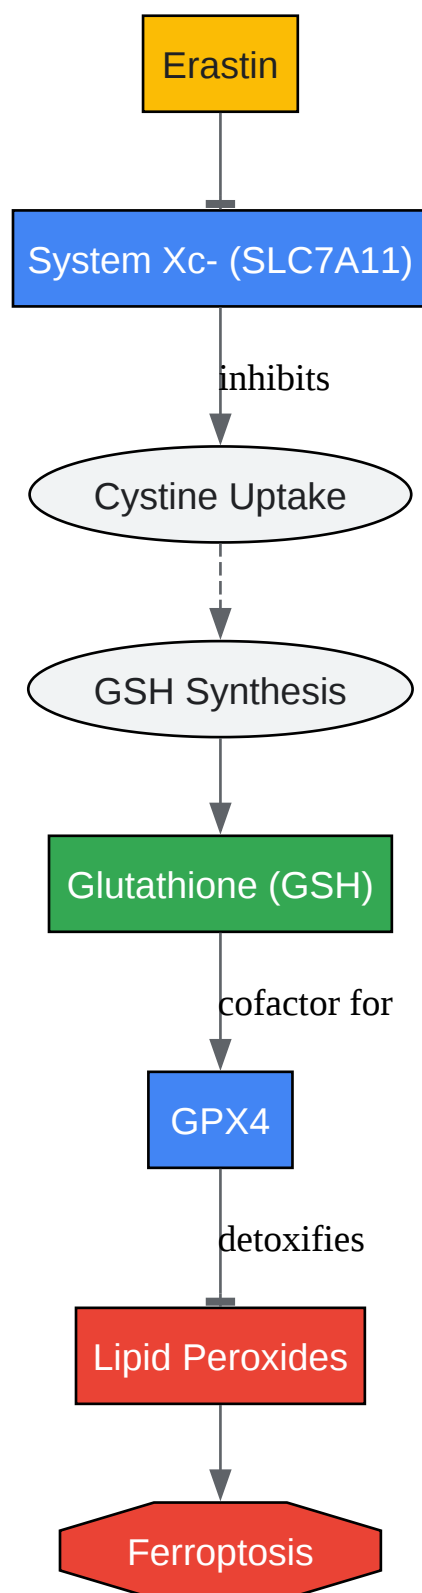 Erastin
System Xc- (SLC7A11)
inhibits
Cystine Uptake
GSH Synthesis
Glutathione (GSH)
cofactor for
GPX4
detoxifies
Lipid Peroxides
Ferroptosis